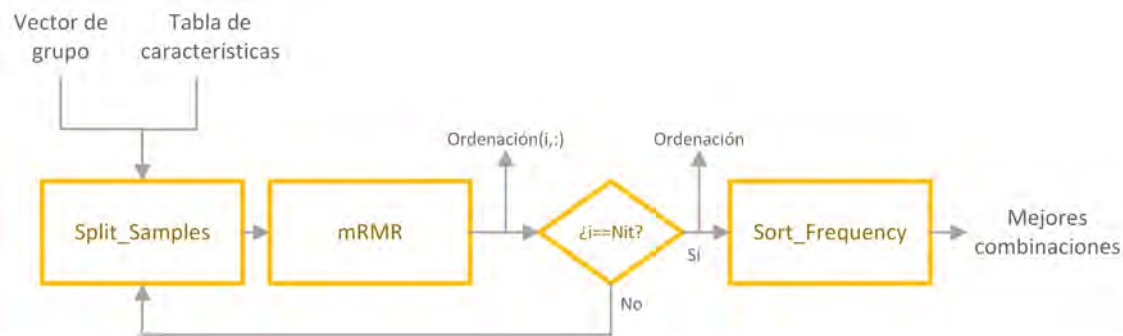 Vector de
grupo
Tabla de
características
Ordenación(i,:)
Ordenación
Split_Samples
mRMR
¿i==Nit?
Sí
No
Sort_Frequency
Mejores
combinaciones